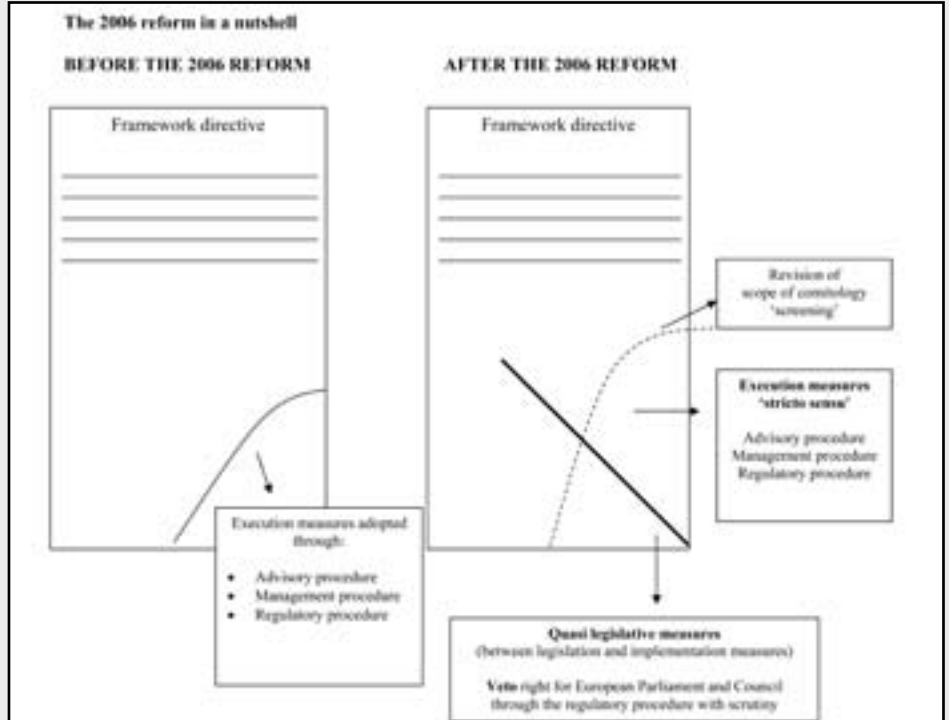 The 2006 reform in a nutshell
BEFORE THE 2006 REFORM
AFTER THE 2006 REFORM
Framework directive
Execution measures adopted
through:
• Advisory procedure
• Management procedure
• Regulatory procedure
Framework directive
Revision of
scope of comitology
‘screening’
Execution measures
‘stricto sensu’
Advisory procedure
Management procedure
Regulatory procedure
Quasi legislative measures
(between legislation and implementation measures)
Veto right for European Parliament and Council
through the regulatory procedure with scrutiny